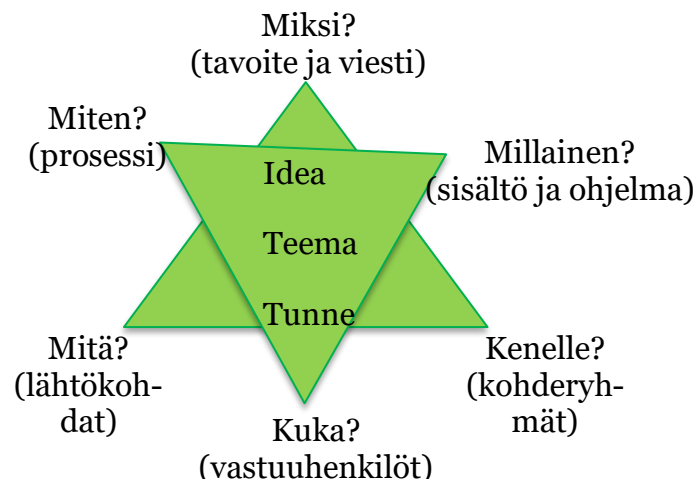 Miksi?
(tavoite ja viesti)
Miten?
(prosessi)
Millainen?
(sisältö ja ohjelma)
Idea
Teema
Tunne
Mitä?
(lähtökoh-
dat)
Kenelle?
(kohderyh-
mät)
Kuka?
(vastuuhenkilöt)